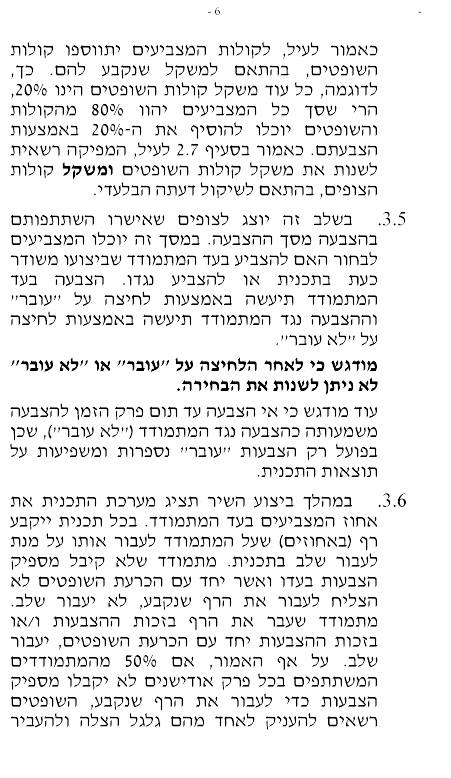 - 6 -
כאמור לעיל, לקולות המצביעים יתווספו קולות
השופטים, בהתאם למשקל שנקבע להם. כך,
לדוגמה, כל עוד משקל קולות השופטים הינו 20%,
הרי שסך כל המצביעים יהוו 80% מהקולות
והשופטים יוכלו להוסיף את ה-20% באמצעות
הצבעתם. כאמור בסעיף 2.7 לעיל, המפיקה רשאית
לשנות את משקל קולות השופטים ומשקל קולות
הצופים, בהתאם לשיקול דעתה הבלעדי.
3.5. בשלב זה יוצג לצופים שאישרו השתתפותם
בהצבעה מסך ההצבעה. במסך זה יוכלו המצביעים
לבחור האם להצביע בעד המתמודד שביצועו משודר
כעת בתכנית או להצביע נגדו. הצבעה בעד
המתמודד תיעשה באמצעות לחיצה על "עובר"
וההצבעה נגד המתמודד תיעשה באמצעות לחיצה
על "לא עובר".
מודגש כי לאחר הלחיצה על "עובר" או "לא עובר"
לא ניתן לשנות את הבחירה.
עוד מודגש כי אי הצבעה עד תום פרק הזמן להצבעה
משמעותה כהצבעה נגד המתמודד ("לא עובר"), שכן
בפועל רק הצבעות "עובר" נספרות ומשפיעות על
תוצאות התכנית.
3.6. במהלך ביצוע השיר תציג מערכת התכנית את
אחוז המצביעים בעד המתמודד. בכל תכנית ייקבע
רף (באחוזים) שעל המתמודד לעבור אותו על מנת
לעבור שלב בתכנית. מתמודד שלא קיבל מספיק
הצבעות בעדו ואשר יחד עם הכרעת השופטים לא
הצליח לעבור את הרף שנקבע, לא יעבור שלב.
מתמודד שעבר את הרף בזכות ההצבעות ו/או
בזכות ההצבעות יחד עם הכרעת השופטים, יעבור
שלב. על אף האמור, אם 50% מהמתמודדים
המשתתפים בכל פרק אודישנים לא יקבלו מספיק
הצבעות כדי לעבור את הרף שנקבע, השופטים
רשאים להעניק לאחד מהם גלגל הצלה ולהעביר